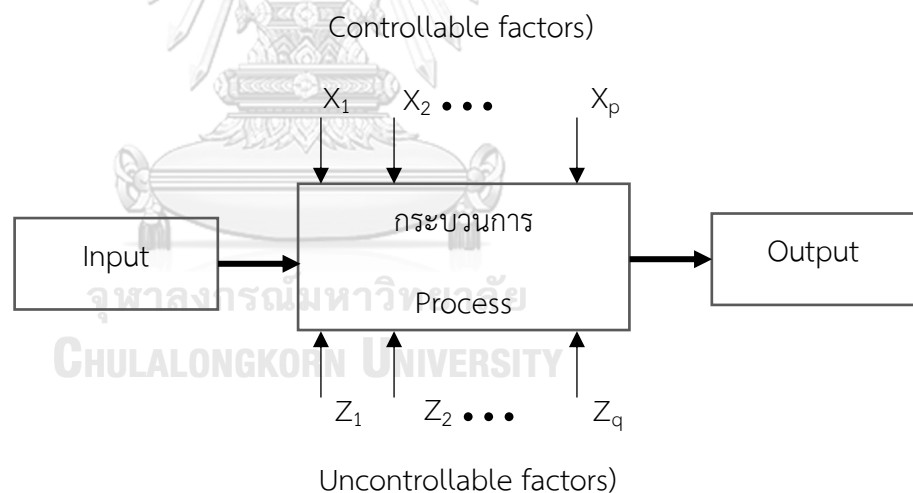 Controllable factors)
X1 X2 ••• Xp
กระบวนการ
Input
Output
Process
จุฬาลงกรณ์มหาวิทยาลัย
CHULALONGKORN UNIVERSITY
Z1 Z2 ••• Zq
Uncontrollable factors)